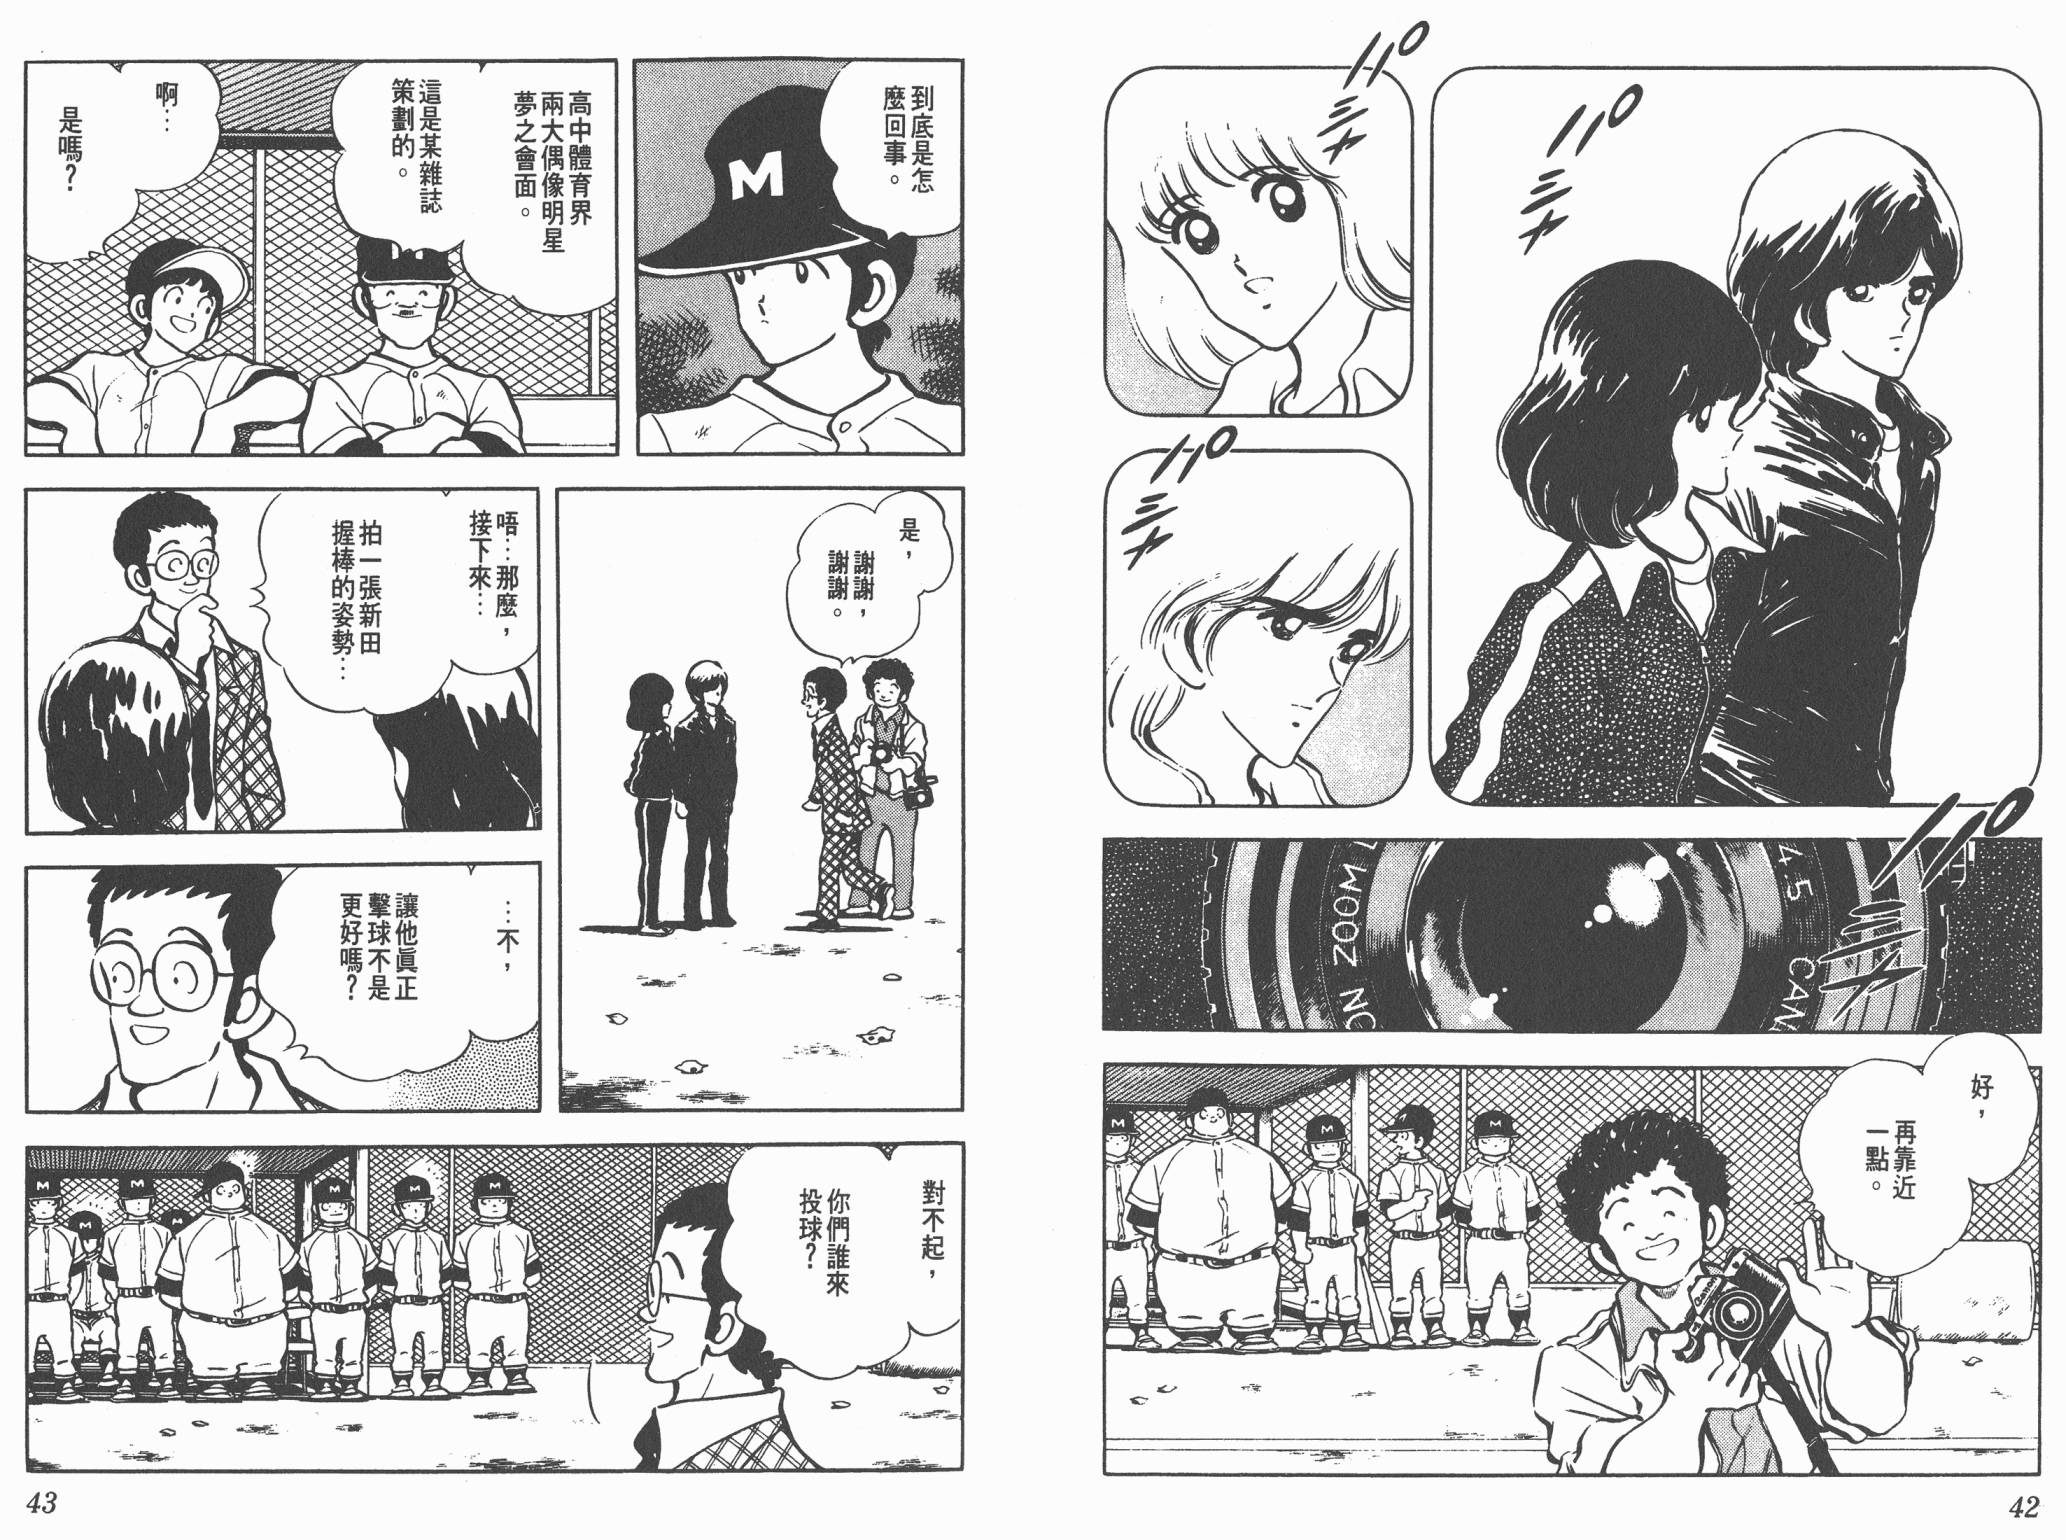 パシャ
パシャ
パシャ
パシャ
7 WOOZ NC
4.5
CAN
好，
再靠近
一點。
M
M
M
Canon
42
到底是怎
麼回事。
M
高中體育界
兩大偶像明星
夢之會面。
這是某雜誌
策劃的。
啊…
是嗎？
是，
謝謝，
謝謝。
唔…那麼，
接下來…
拍一張新田
握棒的姿勢…
…不，
讓他真正
擊球不是
更好嗎？
對不起，
你們誰來
投球？
M
M
M
M
M
M
43